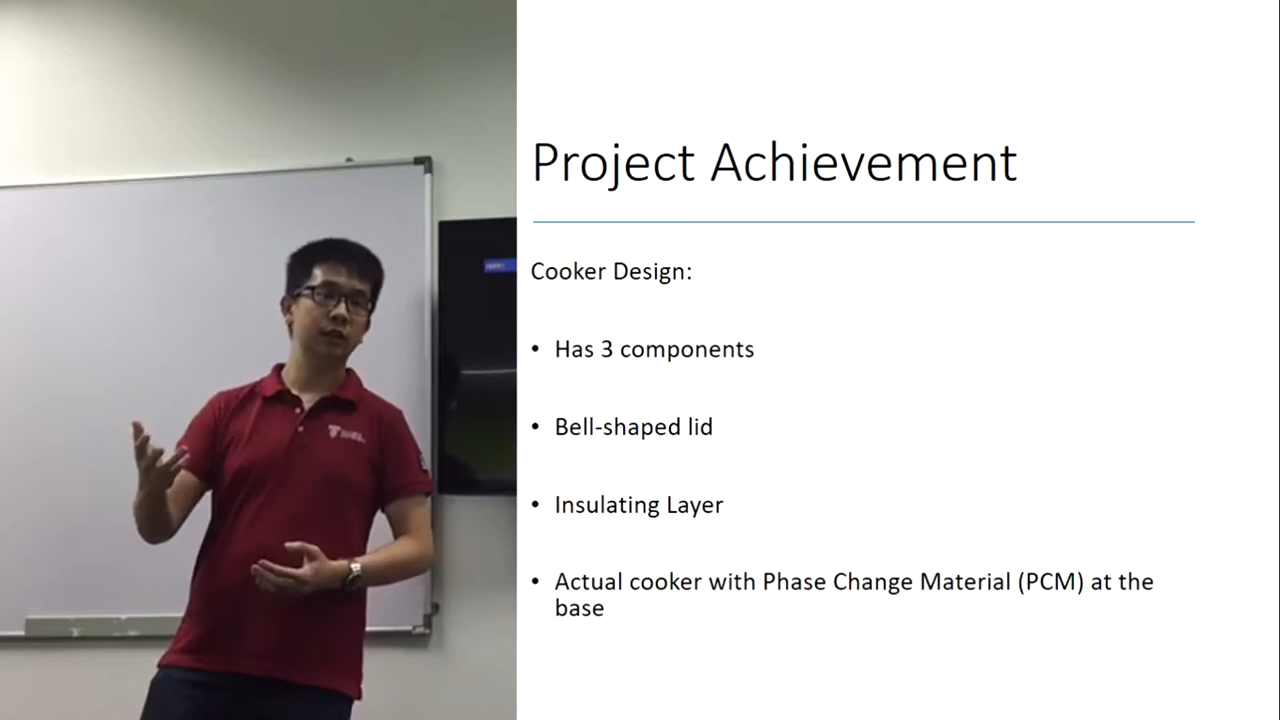 Project Achievement
Cooker Design:
• Has 3 components
• Bell-shaped lid
• Insulating Layer
• Actual cooker with Phase Change Material (PCM) at the
base